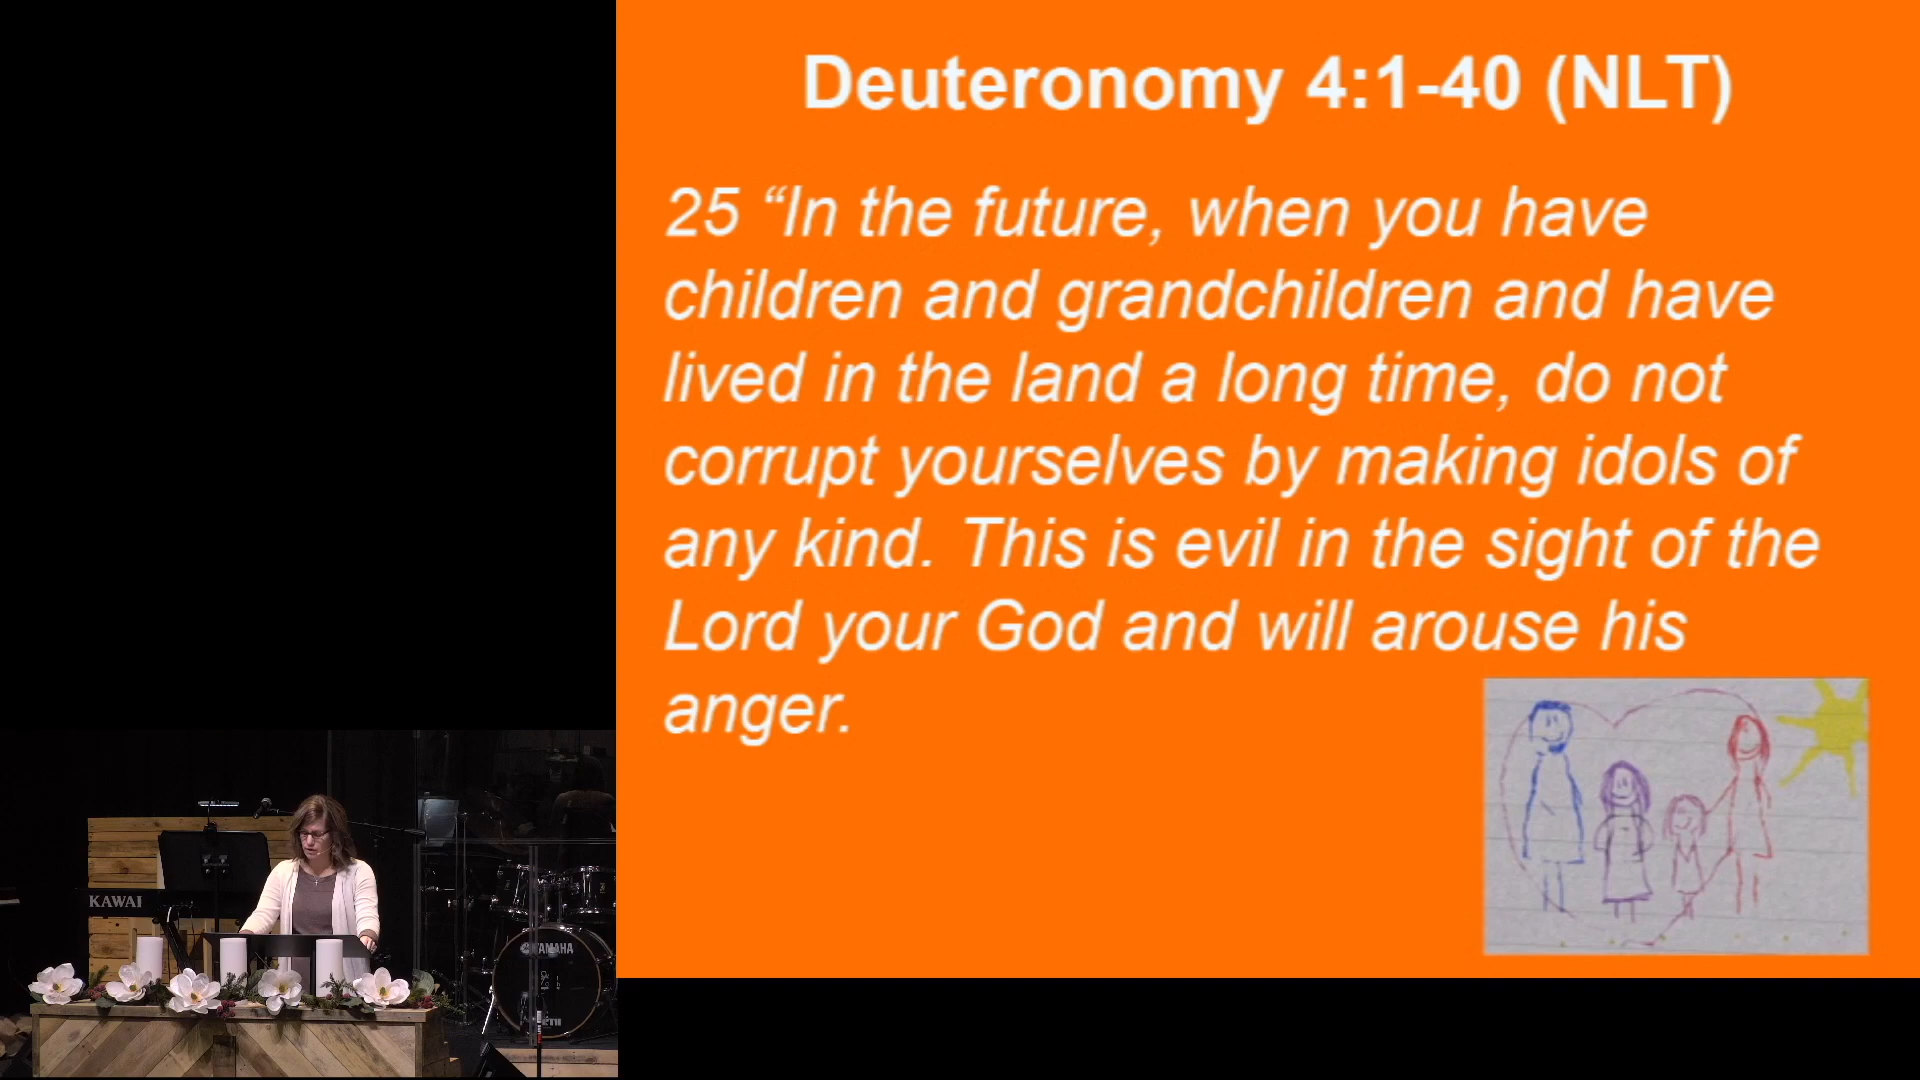 Deuteronomy 4:1-40 (NLT)
25 “In the future, when you have
children and grandchildren and have
lived in the land a long time, do not
corrupt yourselves by making idols of
any kind. This is evil in the sight of the
Lord your God and will arouse his
anger.
KAWAI
YAMAHA